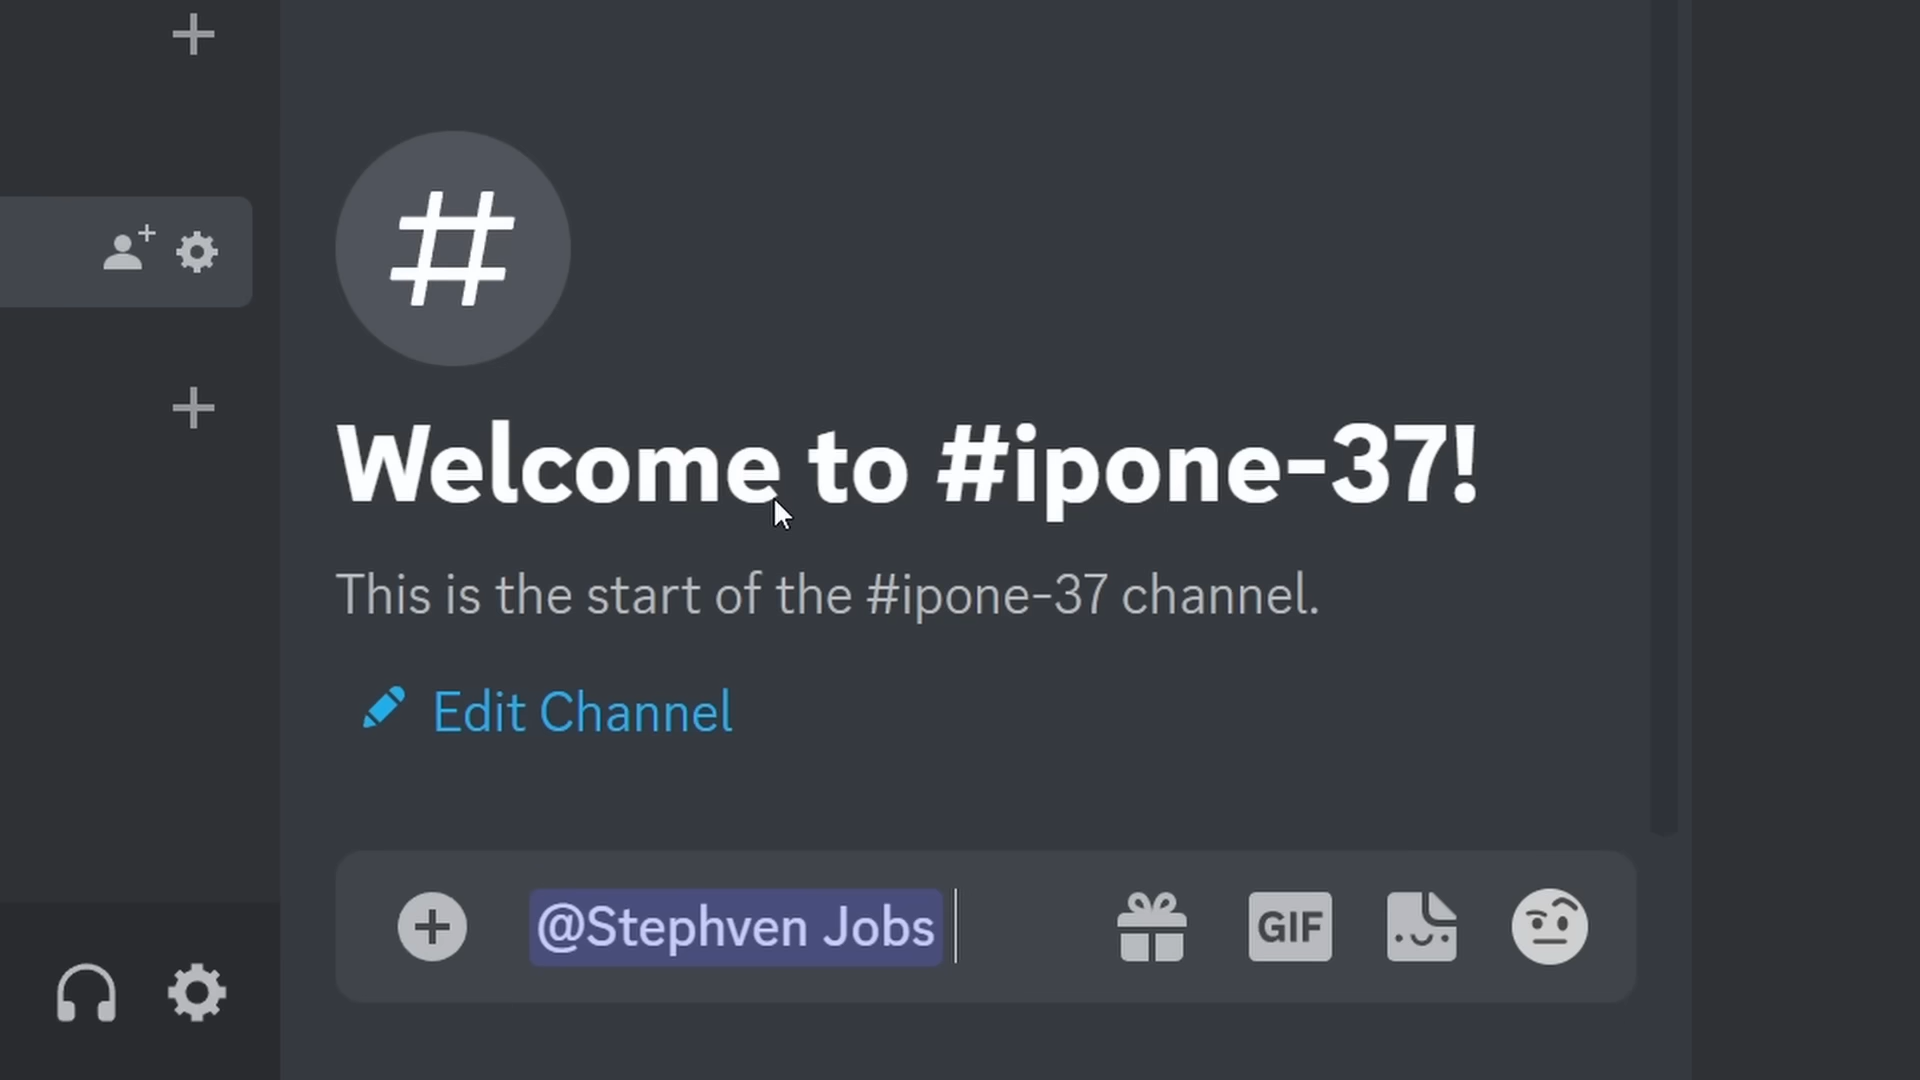 Welcome to #ipone-37!
This is the start of the #ipone-37 channel.
Edit Channel
@Stephven Jobs
GIF